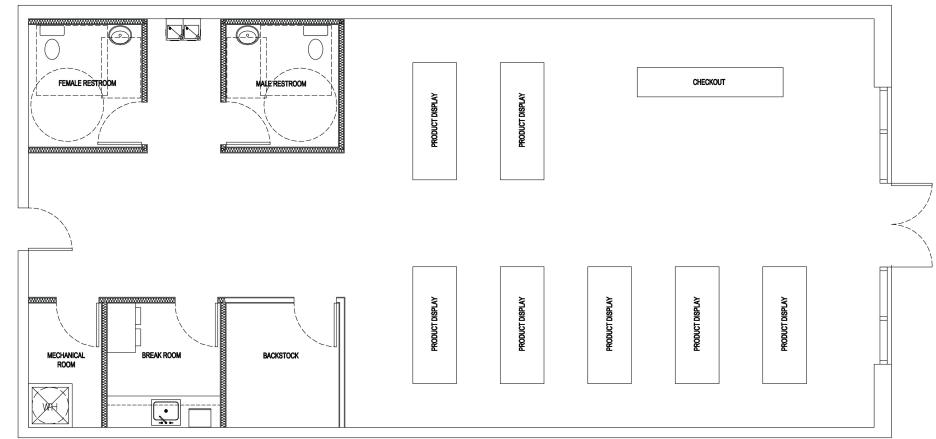 FEMALE RESTROOM
MALE RESTROOM
PRODUCT DISPLAY
PRODUCT DISPLAY
CHECKOUT
MECHANICAL
ROOM
BREAK ROOM
BACKSTOCK
PRODUCT DISPLAY
PRODUCT DISPLAY
PRODUCT DISPLAY
PRODUCT DISPLAY
PRODUCT DISPLAY
WH